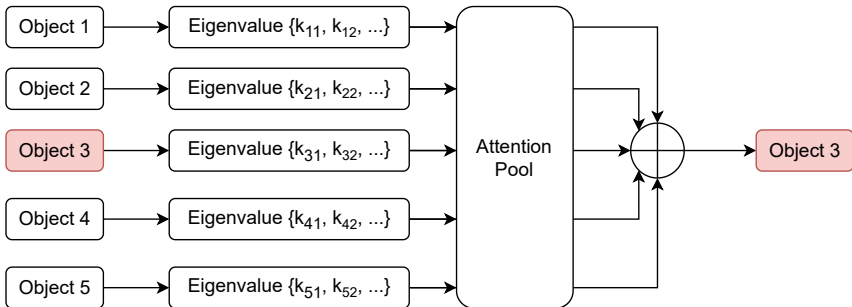 Object 1
Eigenvalue {k11, k12, ...}
Object 2
Eigenvalue {k21, k22, ...}
Object 3
Eigenvalue {k31, k32, ...}
Attention
Pool
Object 3
Object 4
Eigenvalue {k41, k42, ...}
Object 5
Eigenvalue {k51, k52, ...}